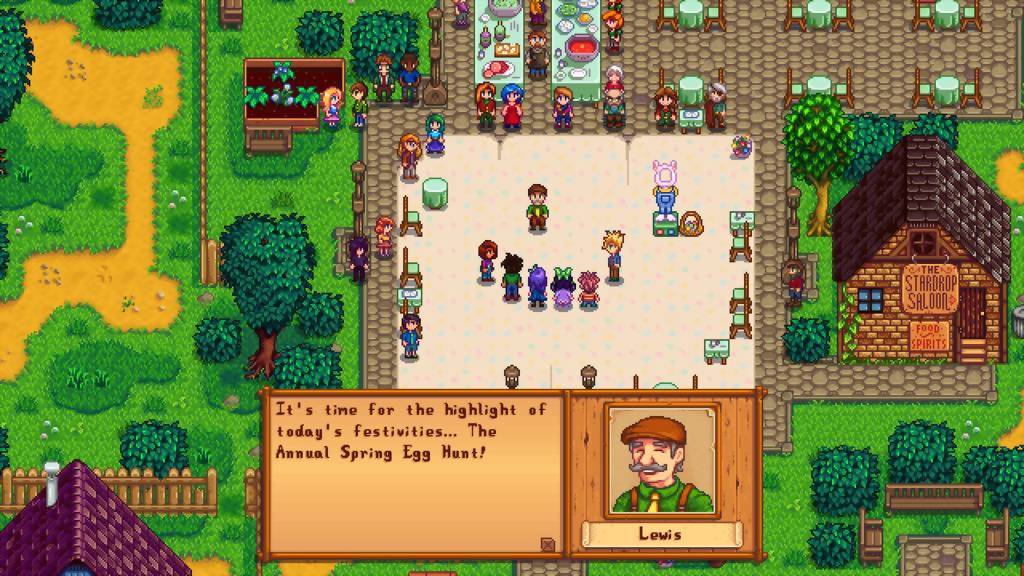 THE
STARDROP
SALOON
FOOD
SPIRITS
It's time for the highlight of
today's festivities... The
Annual Spring Egg Hunt!
Lewis